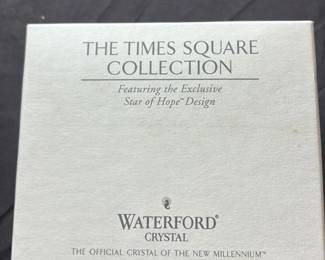 THE TIMES SQUARE
COLLECTION
Featuring the Exclusive
Star of Hope™ Design
WATERFORD®
CRYSTAL
THE OFFICIAL CRYSTAL OF THE NEW MILLENNIUM™